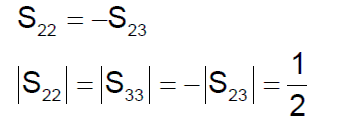 S₂₂ = −S₂₃
|S₂₂| = |S₃₃| = −|S₂₃| = 1/2